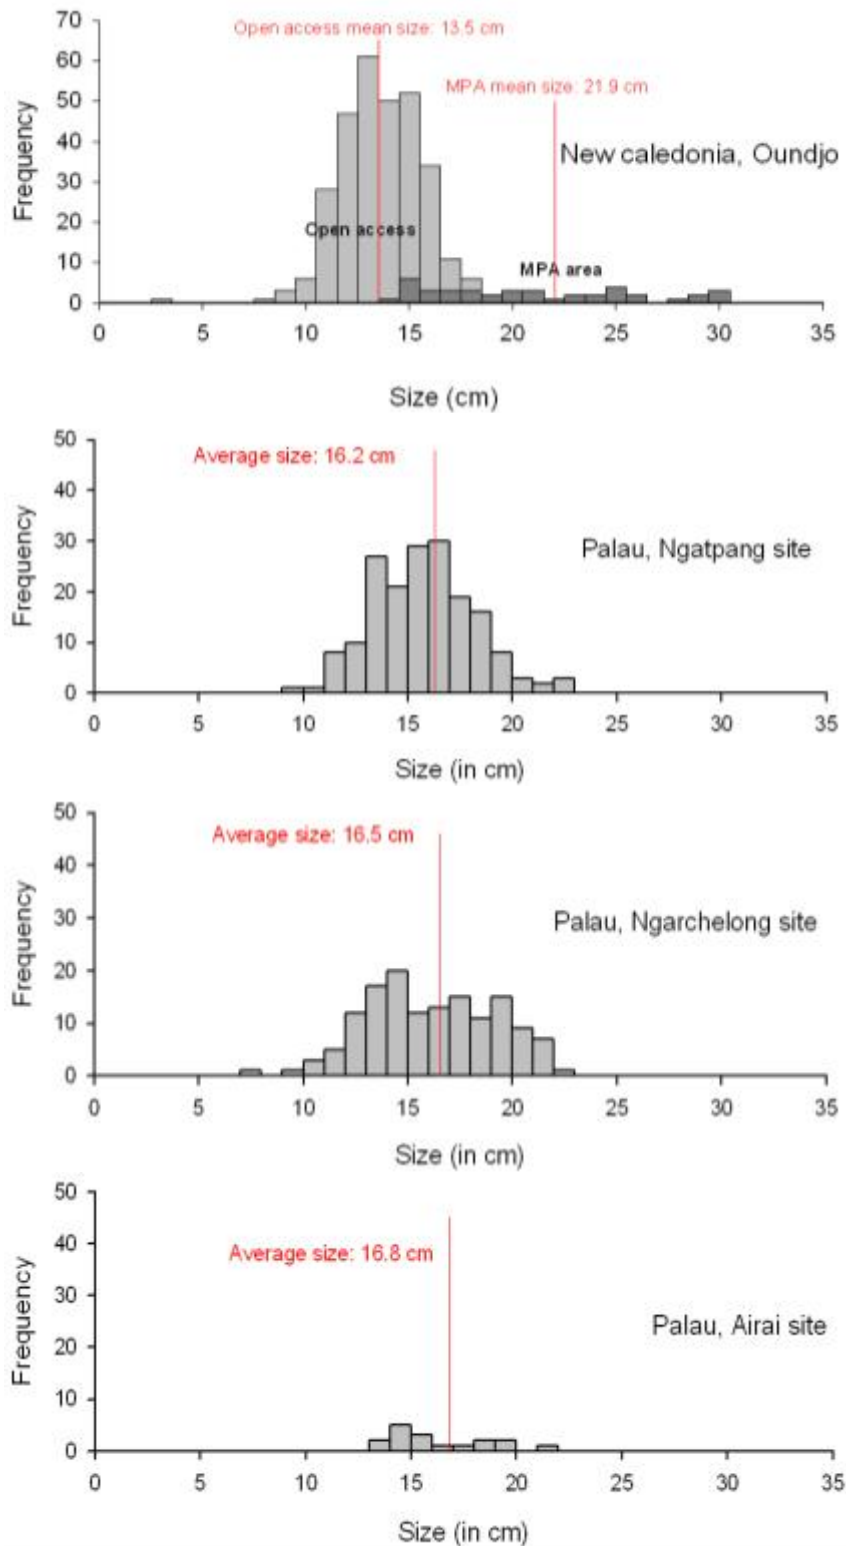 70
Open access mean size: 13.5 cm
60
MPA mean size: 21.9 cm
50
New caledonia, Oundjo
40
30
20
Open access
10
MPA area
0
Frequency
0 5 10 15 20 25 30 35
Size (cm)
50
Average size: 16.2 cm
40
Palau, Ngatpang site
30
20
10
0
Frequency
0 5 10 15 20 25 30 35
Size (in cm)
50
Average size: 16.5 cm
40
30
Palau, Ngarchelong site
20
10
0
Frequency
0 5 10 15 20 25 30 35
Size (in cm)
50
40
Average size: 16.8 cm
30
Palau, Airai site
20
10
0
Frequency
0 5 10 15 20 25 30 35
Size (in cm)